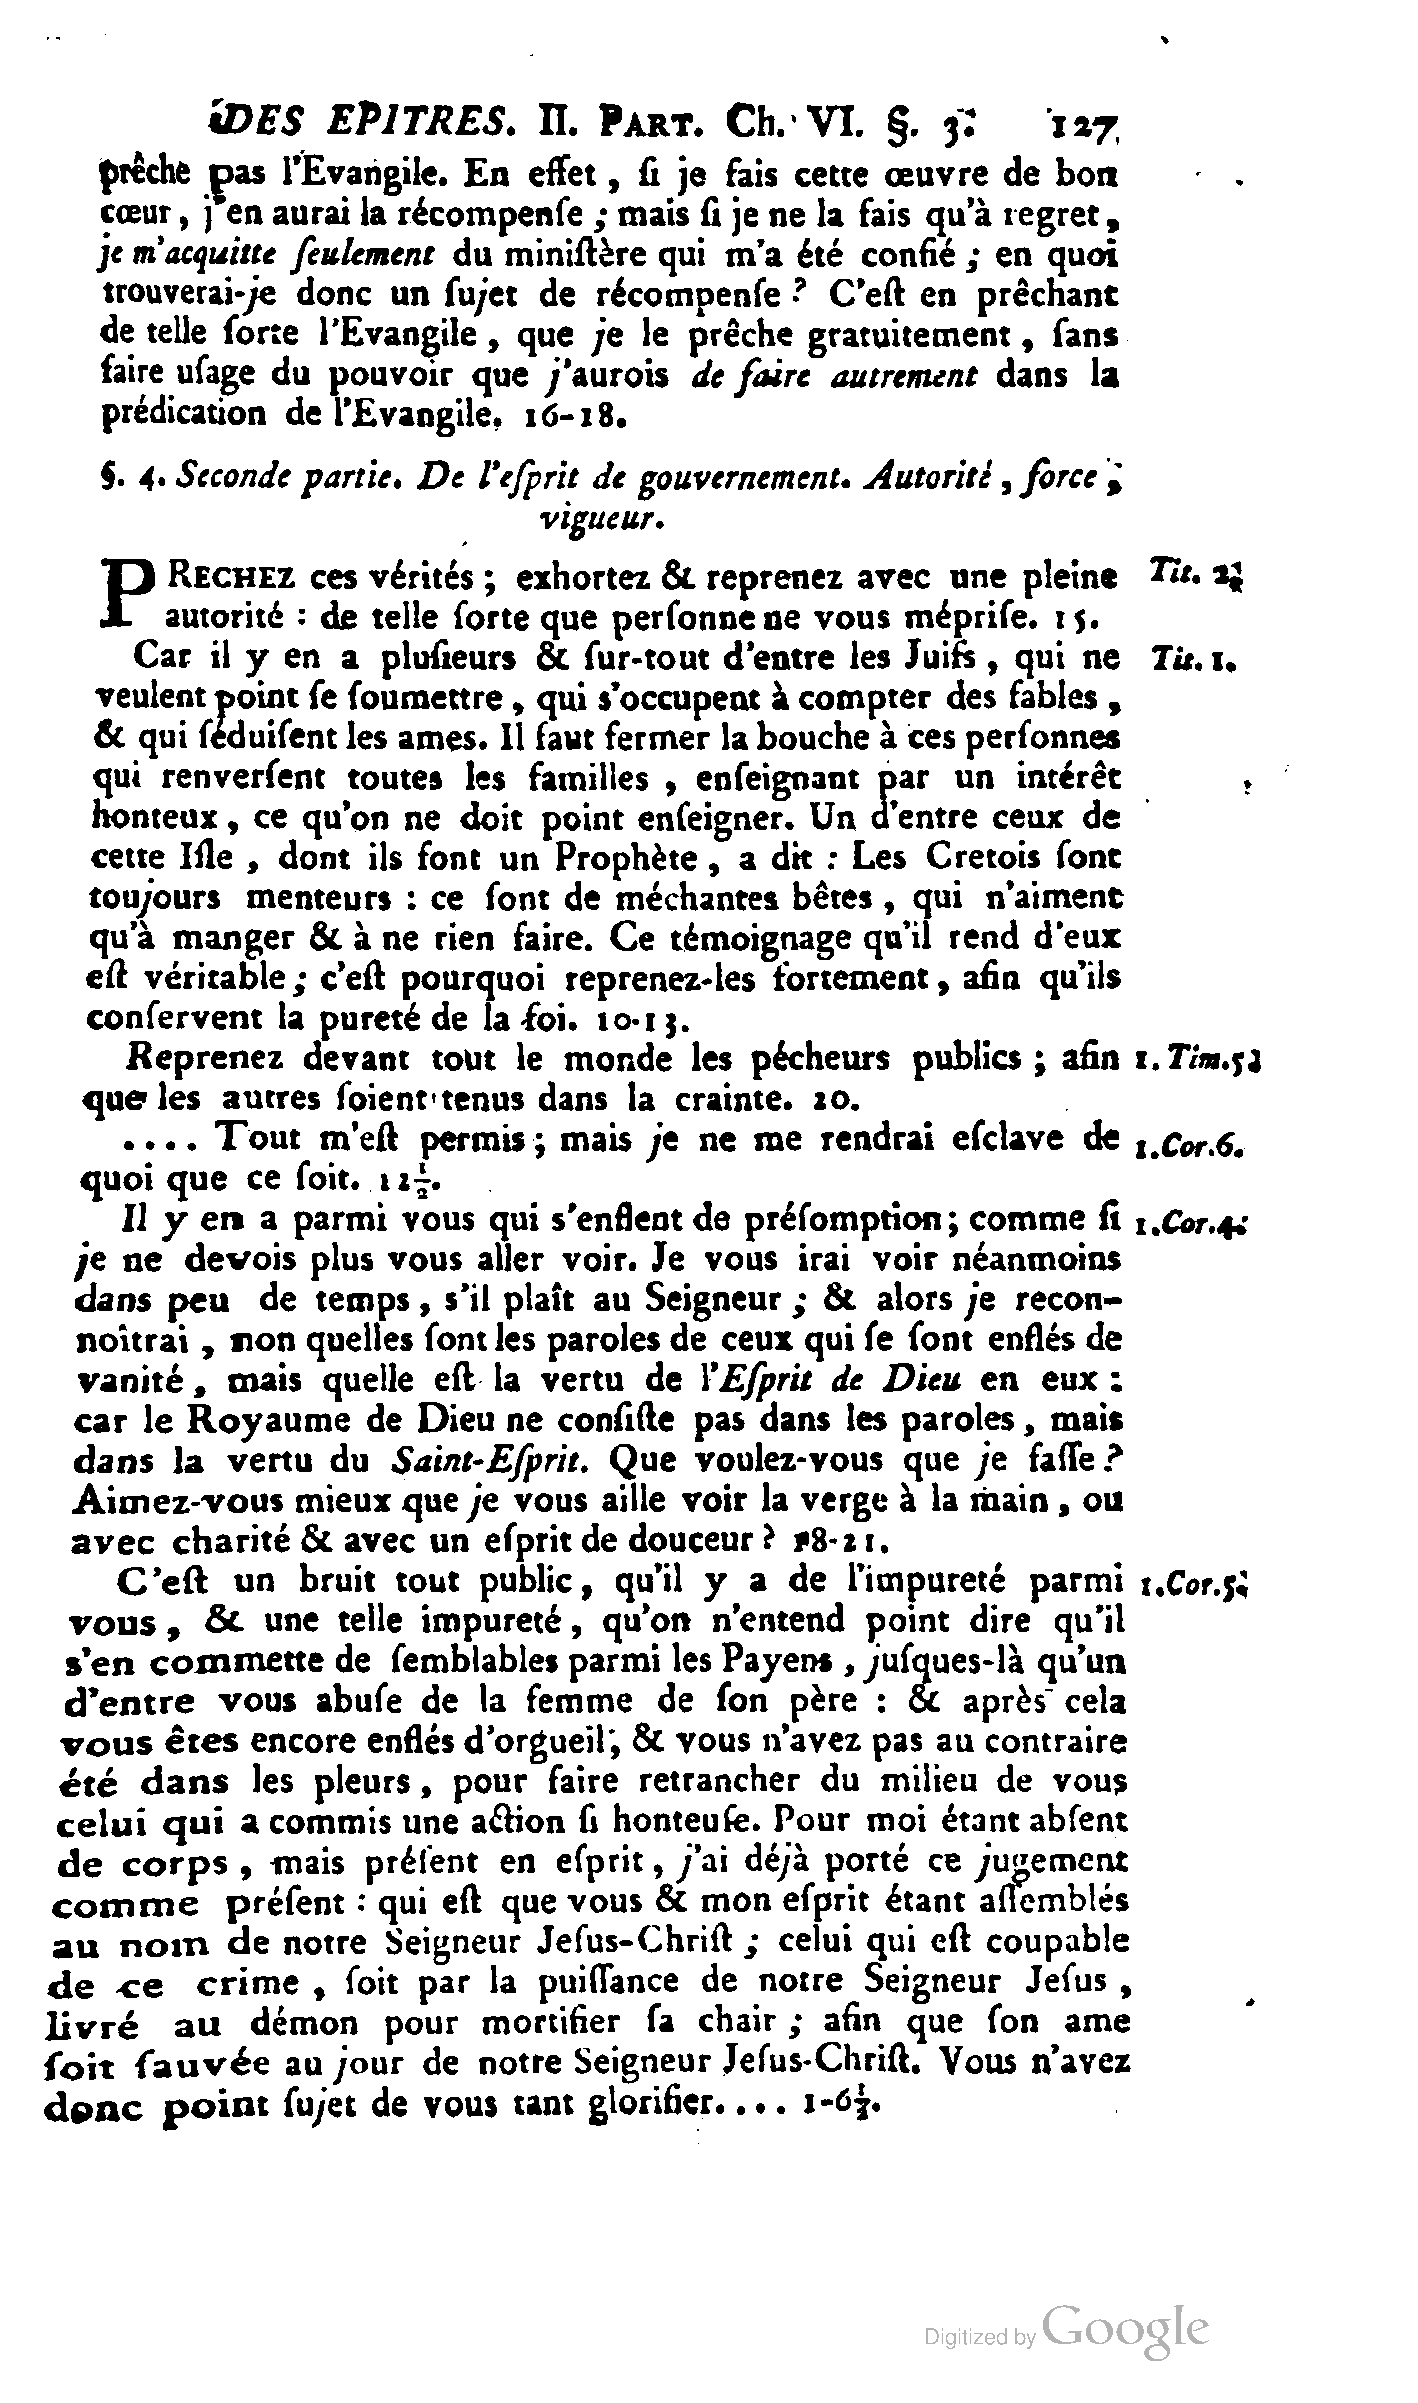 DES EPITRES. II. PART. Ch. VI. §. 3. 127
prêche pas l'Evangile. En effet, ſi je fais cette œuvre de bon
cœur, j'en aurai la récompenſe ; mais ſi je ne la fais qu'à regret,
je m'acquitte ſeulement du miniſtère qui m'a été confié ; en quoi
trouverai-je donc un ſujet de récompenſe ? C'eſt en prêchant
de telle ſorte l'Evangile, que je le prêche gratuitement, ſans
faire uſage du pouvoir que j'aurois de faire autrement dans la
prédication de l'Evangile. 16-18.
§. 4. Seconde partie. De l'eſprit de gouvernement. Autorité, force,
vigueur.
PRECHEZ ces vérités ; exhortez & reprenez avec une pleine Tit. 2.
autorité : de telle ſorte que perſonne ne vous mépriſe. 15.
Car il y en a pluſieurs & ſur-tout d'entre les Juifs, qui ne Tit. 1.
veulent point ſe ſoumettre, qui s'occupent à compter des fables,
& qui ſéduiſent les ames. Il faut fermer la bouche à ces perſonnes
qui renverſent toutes les familles, enſeignant par un intérêt
honteux, ce qu'on ne doit point enſeigner. Un d'entre ceux de
cette Iſle, dont ils font un Prophète, a dit : Les Cretois ſont
toujours menteurs : ce ſont de méchantes bêtes, qui n'aiment
qu'à manger & à ne rien faire. Ce témoignage qu'il rend d'eux
eſt véritable ; c'eſt pourquoi reprenez-les fortement, afin qu'ils
conſervent la pureté de la foi. 10-13.
Reprenez devant tout le monde les pécheurs publics ; afin 1. Tim. 5.
que les autres ſoient tenus dans la crainte. 20.
.... Tout m'eſt permis ; mais je ne me rendrai eſclave de 1. Cor. 6.
quoi que ce ſoit. 12½.
Il y en a parmi vous qui s'enflent de préſomption ; comme ſi 1. Cor. 4.
je ne devois plus vous aller voir. Je vous irai voir néanmoins
dans peu de temps, s'il plaît au Seigneur ; & alors je recon-
noîtrai, non quelles ſont les paroles de ceux qui ſe ſont enflés de
vanité, mais quelle eſt la vertu de l'Eſprit de Dieu en eux :
car le Royaume de Dieu ne conſiſte pas dans les paroles, mais
dans la vertu du Saint-Eſprit. Que voulez-vous que je faſſe ?
Aimez-vous mieux que je vous aille voir la verge à la main, ou
avec charité & avec un eſprit de douceur ? 18-21.
C'eſt un bruit tout public, qu'il y a de l'impureté parmi 1. Cor. 5.
vous, & une telle impureté, qu'on n'entend point dire qu'il
s'en commette de ſemblables parmi les Payens, juſques-là qu'un
d'entre vous abuſe de la femme de ſon père : & après cela
vous êtes encore enflés d'orgueil ; & vous n'avez pas au contraire
été dans les pleurs, pour faire retrancher du milieu de vous
celui qui a commis une action ſi honteuſe. Pour moi étant abſent
de corps, mais préſent en eſprit, j'ai déjà porté ce jugement
comme préſent : qui eſt que vous & mon eſprit étant aſſemblés
au nom de notre Seigneur Jeſus-Chriſt ; celui qui eſt coupable
de ce crime, ſoit par la puiſſance de notre Seigneur Jeſus,
livré au démon pour mortifier ſa chair ; afin que ſon ame
ſoit ſauvée au jour de notre Seigneur Jeſus-Chriſt. Vous n'avez
donc point ſujet de vous tant glorifier.... 1-6½.
Digitized by Google